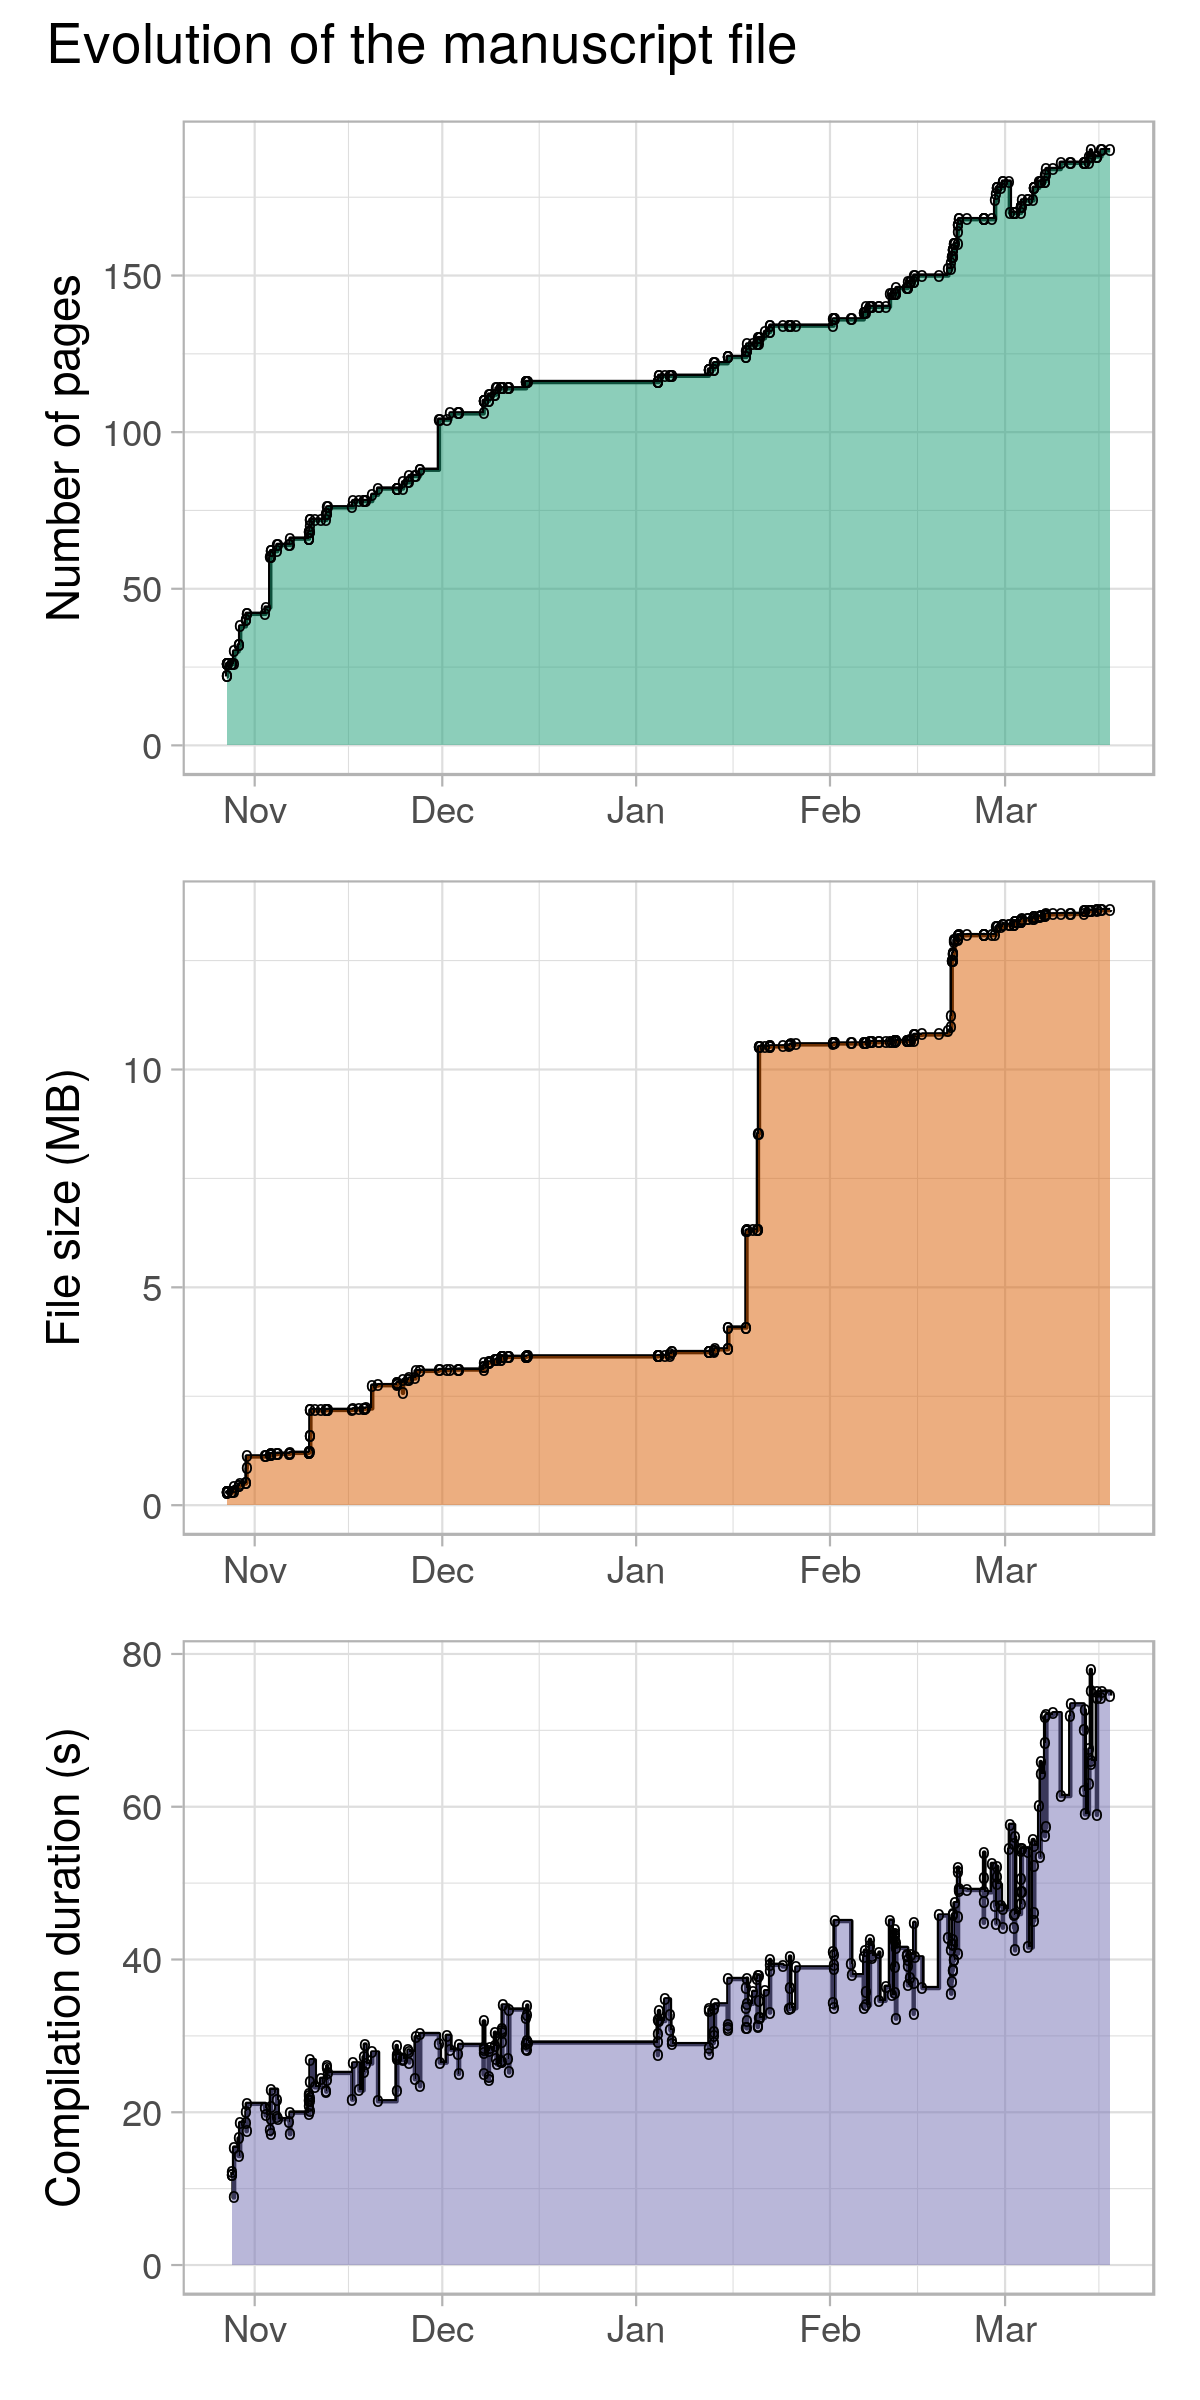 Evolution of the manuscript file
Number of pages
150
100
50
0
Nov Dec Jan Feb Mar
File size (MB)
10
5
0
Nov Dec Jan Feb Mar
Compilation duration (s)
80
60
40
20
0
Nov Dec Jan Feb Mar